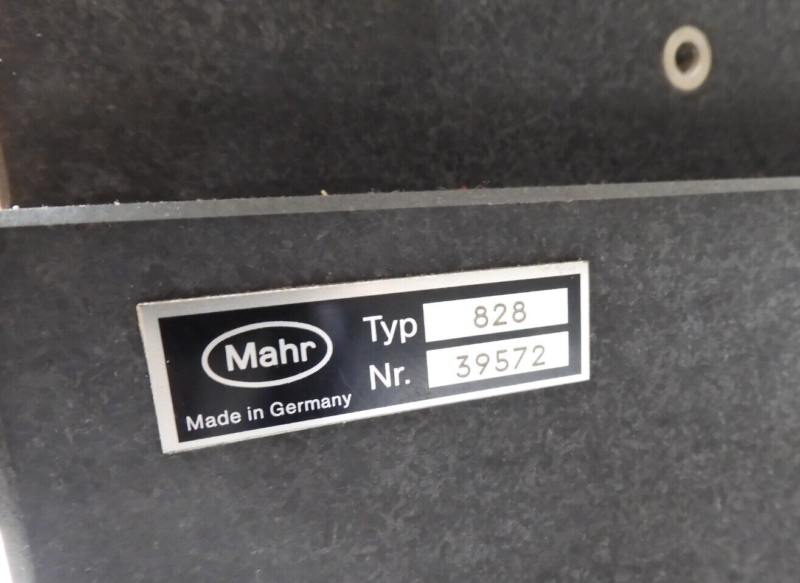 Mahr
Made in Germany
Typ 828
Nr. 39572